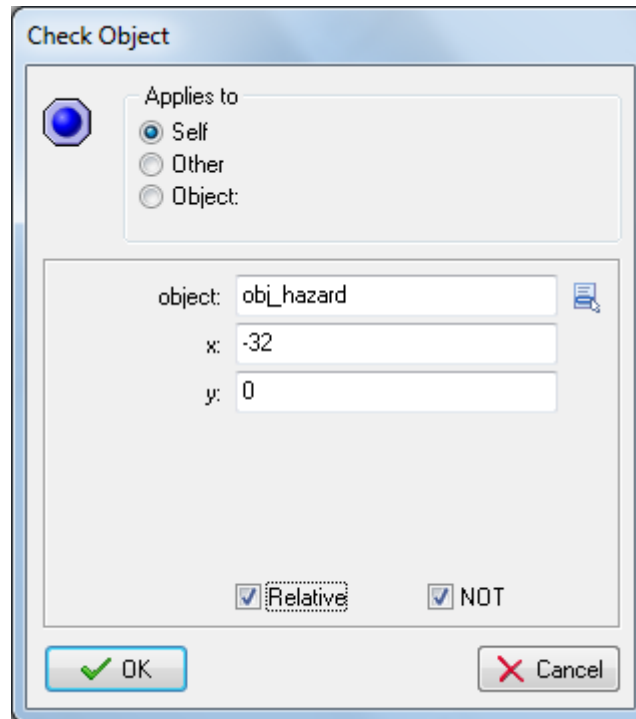 Check Object
Applies to
Self
Other
Object:
object: obj_hazard
x: -32
y: 0
Relative NOT
OK Cancel